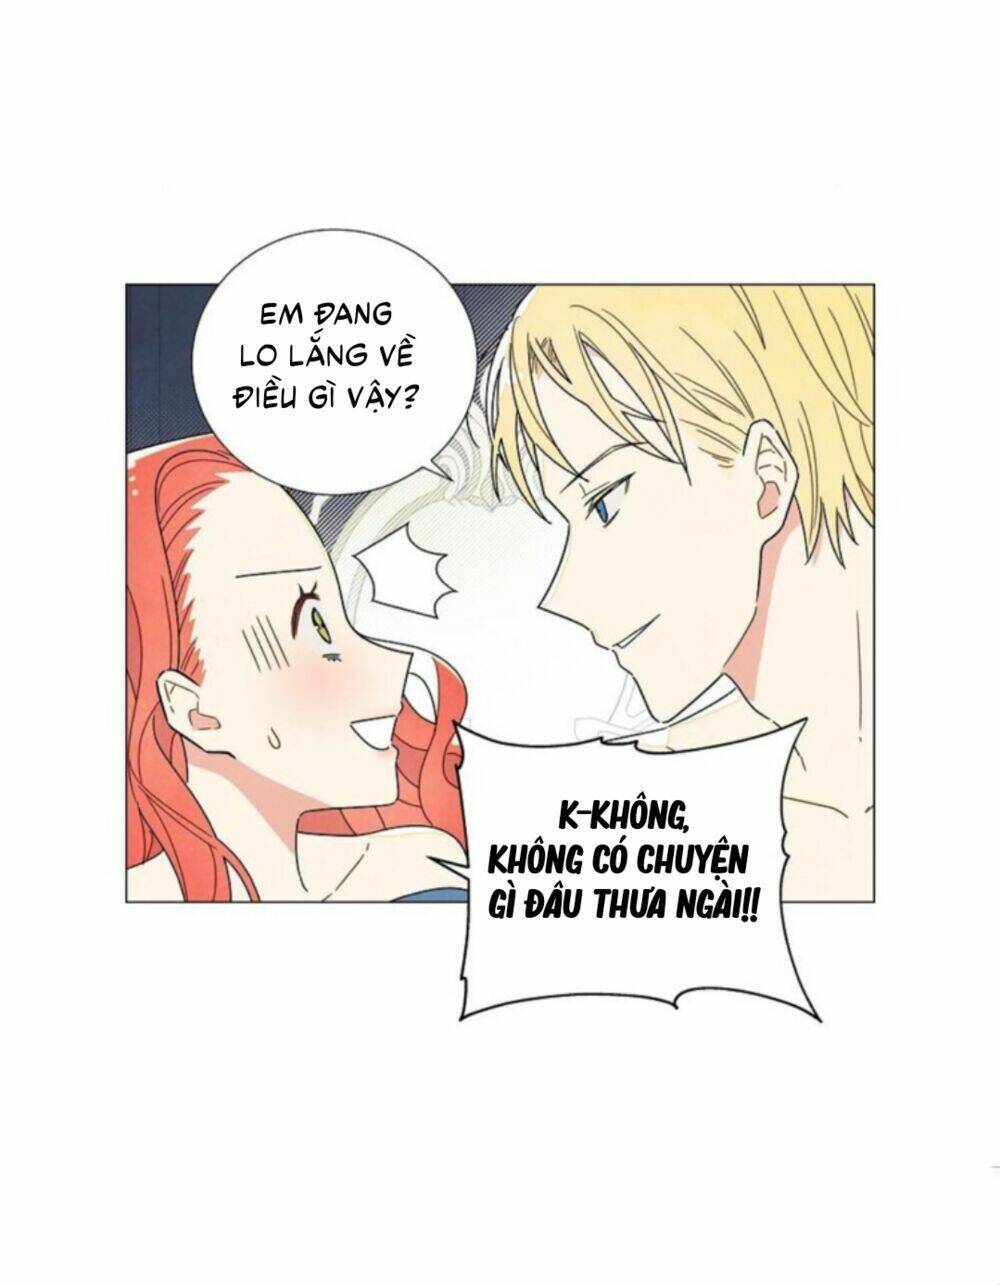 EM ĐANG
LO LẮNG VỀ
ĐIỀU GÌ VẬY?
K-KHÔNG,
KHÔNG CÓ CHUYỆN
GÌ ĐÂU THƯA NGÀI!!